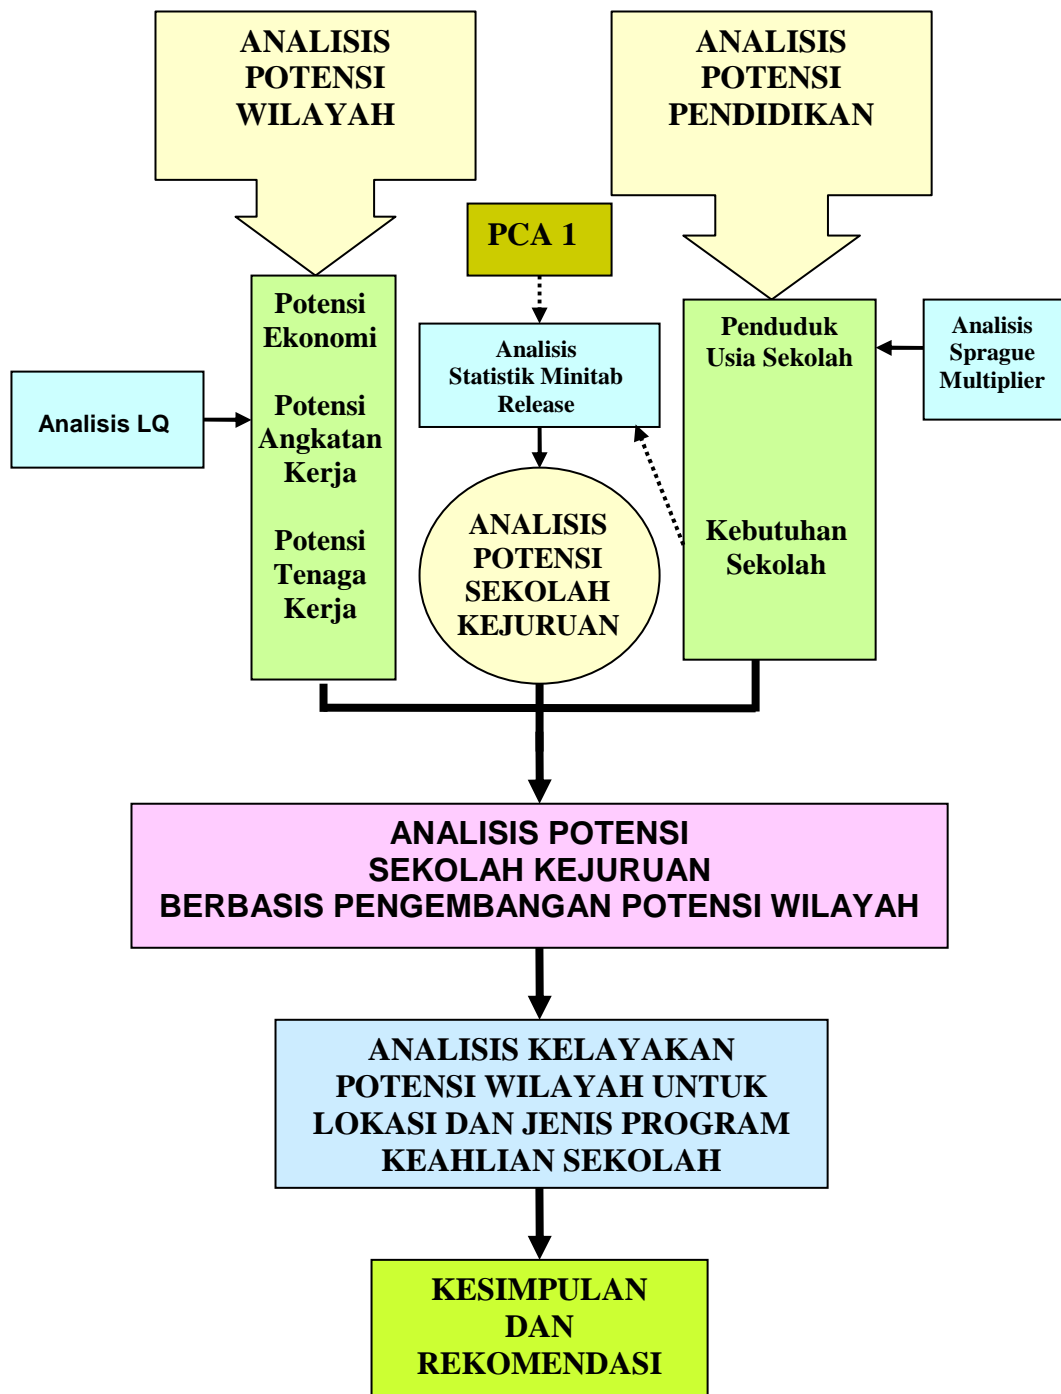 ANALISIS
POTENSI
WILAYAH
ANALISIS
POTENSI
PENDIDIKAN
PCA 1
Potensi
Ekonomi
Potensi
Angkatan
Kerja
Potensi
Tenaga
Kerja
Analisis LQ
Analisis
Statistik Minitab
Release
Penduduk
Usia Sekolah
Kebutuhan
Sekolah
Analisis
Sprague
Multiplier
ANALISIS
POTENSI
SEKOLAH
KEJURUAN
ANALISIS POTENSI
SEKOLAH KEJURUAN
BERBASIS PENGEMBANGAN POTENSI WILAYAH
ANALISIS KELAYAKAN
POTENSI WILAYAH UNTUK
LOKASI DAN JENIS PROGRAM
KEAHLIAN SEKOLAH
KESIMPULAN
DAN
REKOMENDASI